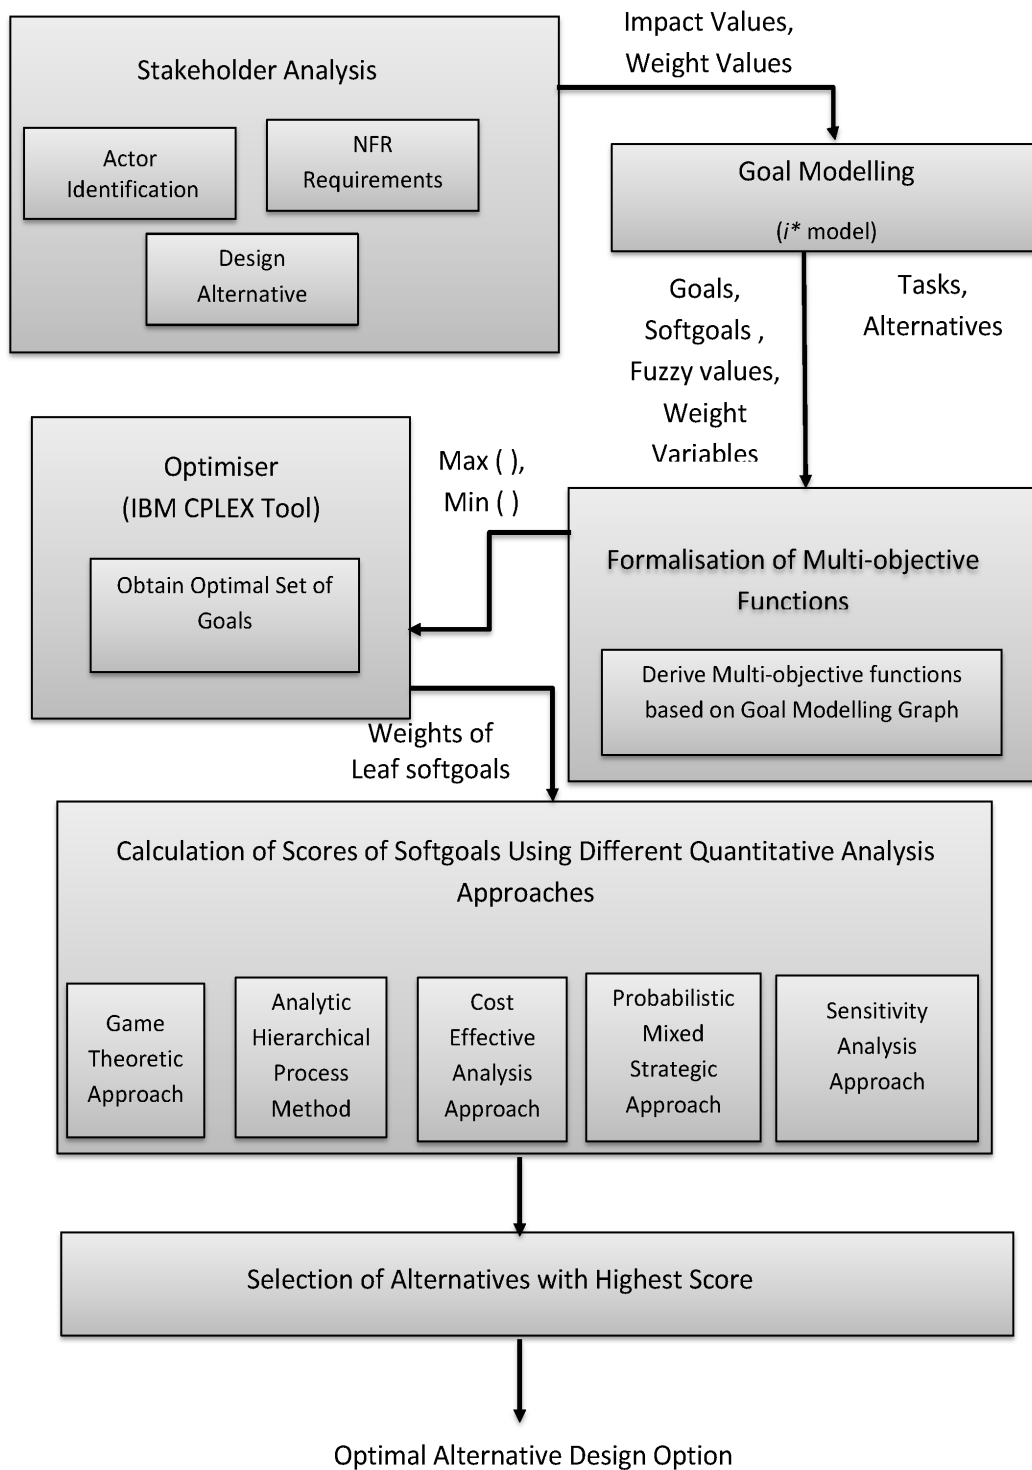 Impact Values,
Weight Values
Stakeholder Analysis
Actor
Identification
NFR
Requirements
Design
Alternative
Goal Modelling
(i* model)
Goals,
Softgoals ,
Fuzzy values,
Weight
Variables
Tasks,
Alternatives
Optimiser
(IBM CPLEX Tool)
Obtain Optimal Set of
Goals
Max ( ),
Min ( )
Formalisation of Multi-objective
Functions
Derive Multi-objective functions
based on Goal Modelling Graph
Weights of
Leaf softgoals
Calculation of Scores of Softgoals Using Different Quantitative Analysis
Approaches
Game
Theoretic
Approach
Analytic
Hierarchical
Process
Method
Cost
Effective
Analysis
Approach
Probabilistic
Mixed
Strategic
Approach
Sensitivity
Analysis
Approach
Selection of Alternatives with Highest Score
Optimal Alternative Design Option